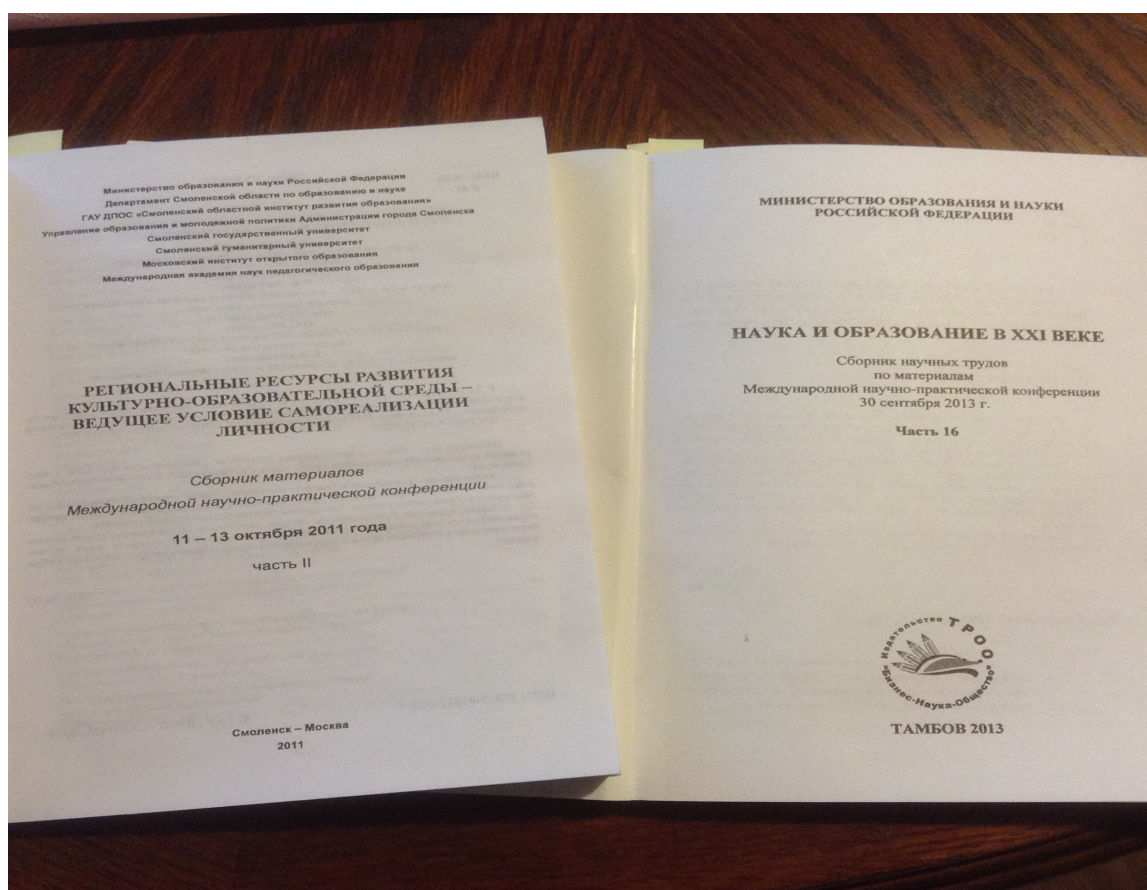 Министерство образования и науки Российской Федерации
Департамент Смоленской области по образованию и науке
ГАУ ДПОС «Смоленский областной институт развития образования»
Управление образования и молодежной политики Администрации города Смоленска
Смоленский государственный университет
Смоленский гуманитарный университет
Московский институт открытого образования
Международная академия наук педагогического образования
РЕГИОНАЛЬНЫЕ РЕСУРСЫ РАЗВИТИЯ
КУЛЬТУРНО-ОБРАЗОВАТЕЛЬНОЙ СРЕДЫ –
ВЕДУЩЕЕ УСЛОВИЕ САМОРЕАЛИЗАЦИИ
ЛИЧНОСТИ
Сборник материалов
Международной научно-практической конференции
11 – 13 октября 2011 года
часть II
Смоленск – Москва
2011
МИНИСТЕРСТВО ОБРАЗОВАНИЯ И НАУКИ
РОССИЙСКОЙ ФЕДЕРАЦИИ
НАУКА И ОБРАЗОВАНИЕ В XXI ВЕКЕ
Сборник научных трудов
по материалам
Международной научно-практической конференции
30 сентября 2013 г.
Часть 16
Издательство ТРОО
"Бизнес-Наука-Общество"
ТАМБОВ 2013